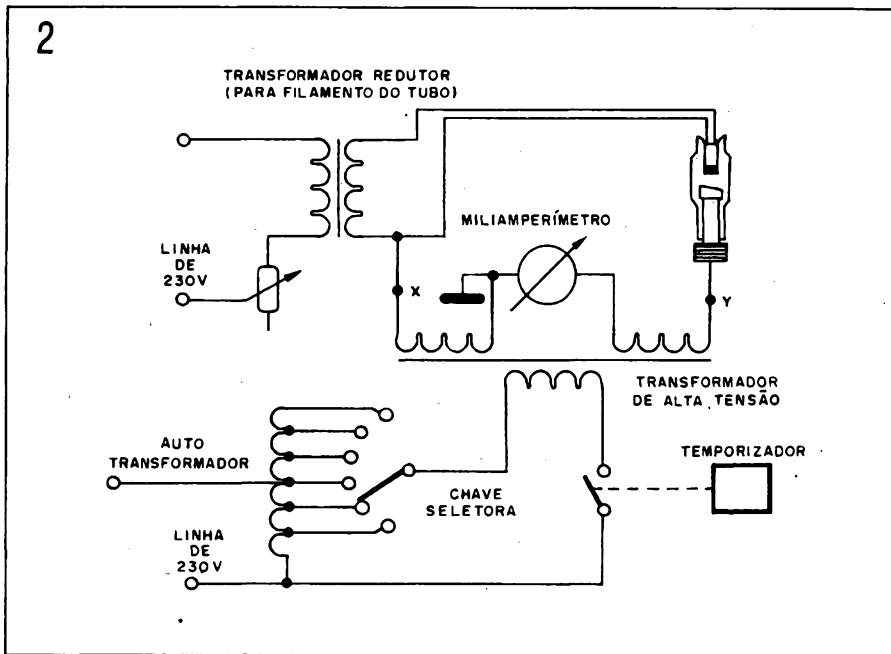 2
TRANSFORMADOR REDUTOR
(PARA FILAMENTO DO TUBO)
MILIAMPERÍMETRO
LINHA
DE
230V
X
Y
TRANSFORMADOR
DE ALTA TENSÃO
AUTO
TRANSFORMADOR
CHAVE
SELETORA
TEMPORIZADOR
LINHA
DE
230V